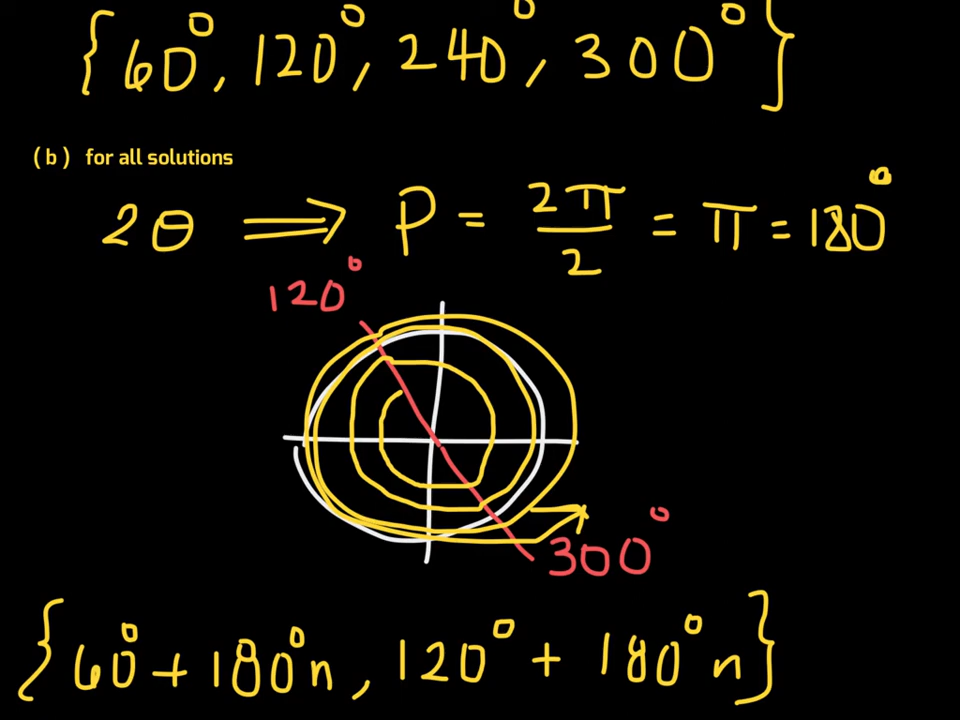 {60°, 120°, 240°, 300°}
(b) for all solutions
2θ ⟹ P = 2π/2 = π = 180°
120°
300°
{60° + 180°n, 120° + 180°n}